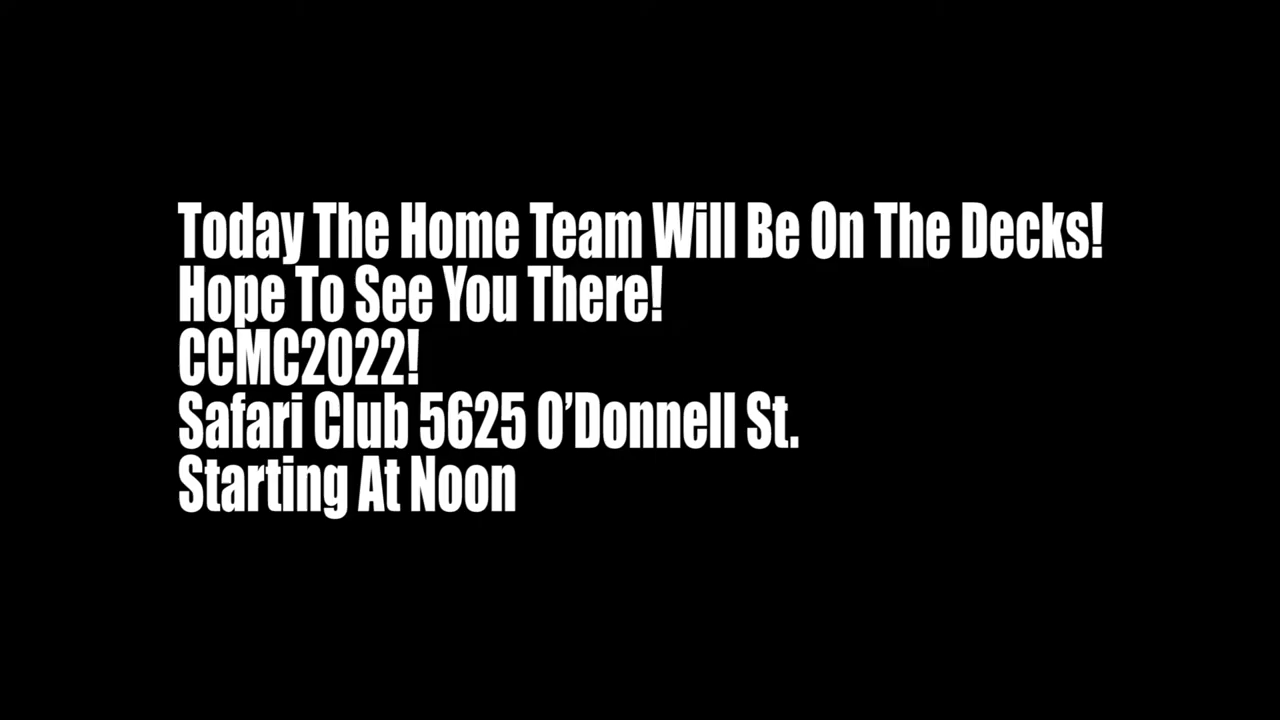 Today The Home Team Will Be On The Decks!
Hope To See You There!
CCMC2022!
Safari Club 5625 O’Donnell St.
Starting At Noon